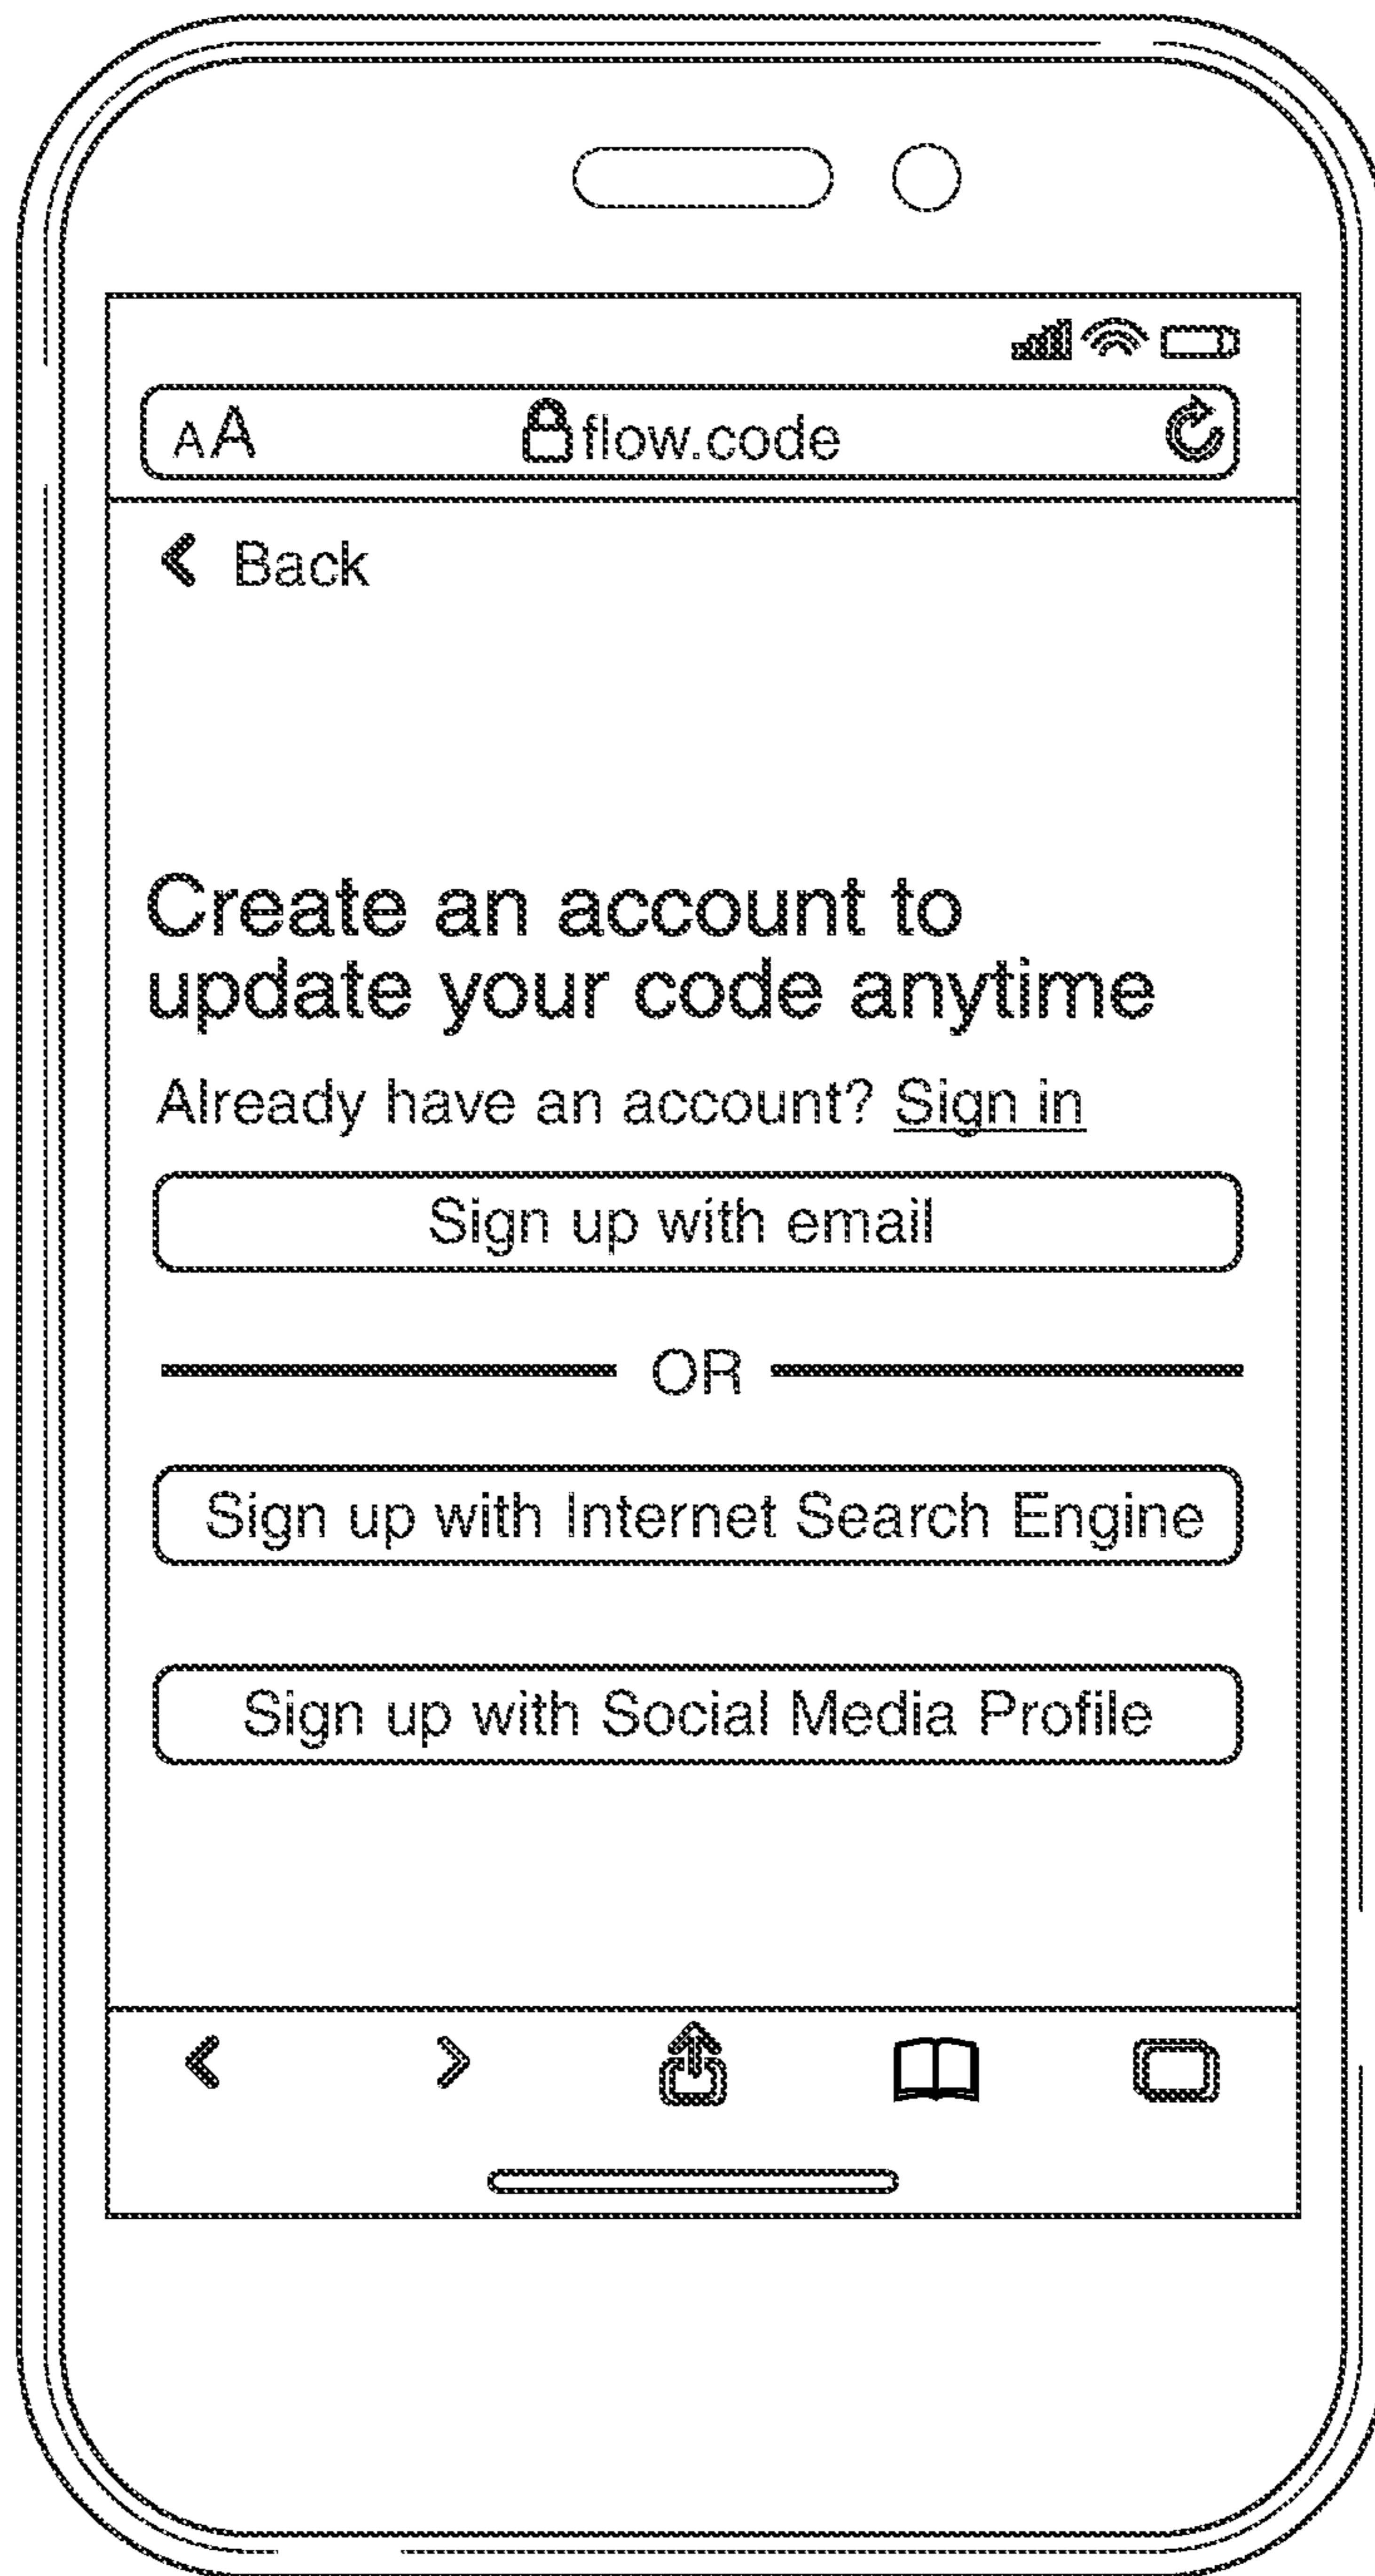 AA flow.code
Back
Create an account to
update your code anytime
Already have an account? Sign in
Sign up with email
OR
Sign up with Internet Search Engine
Sign up with Social Media Profile